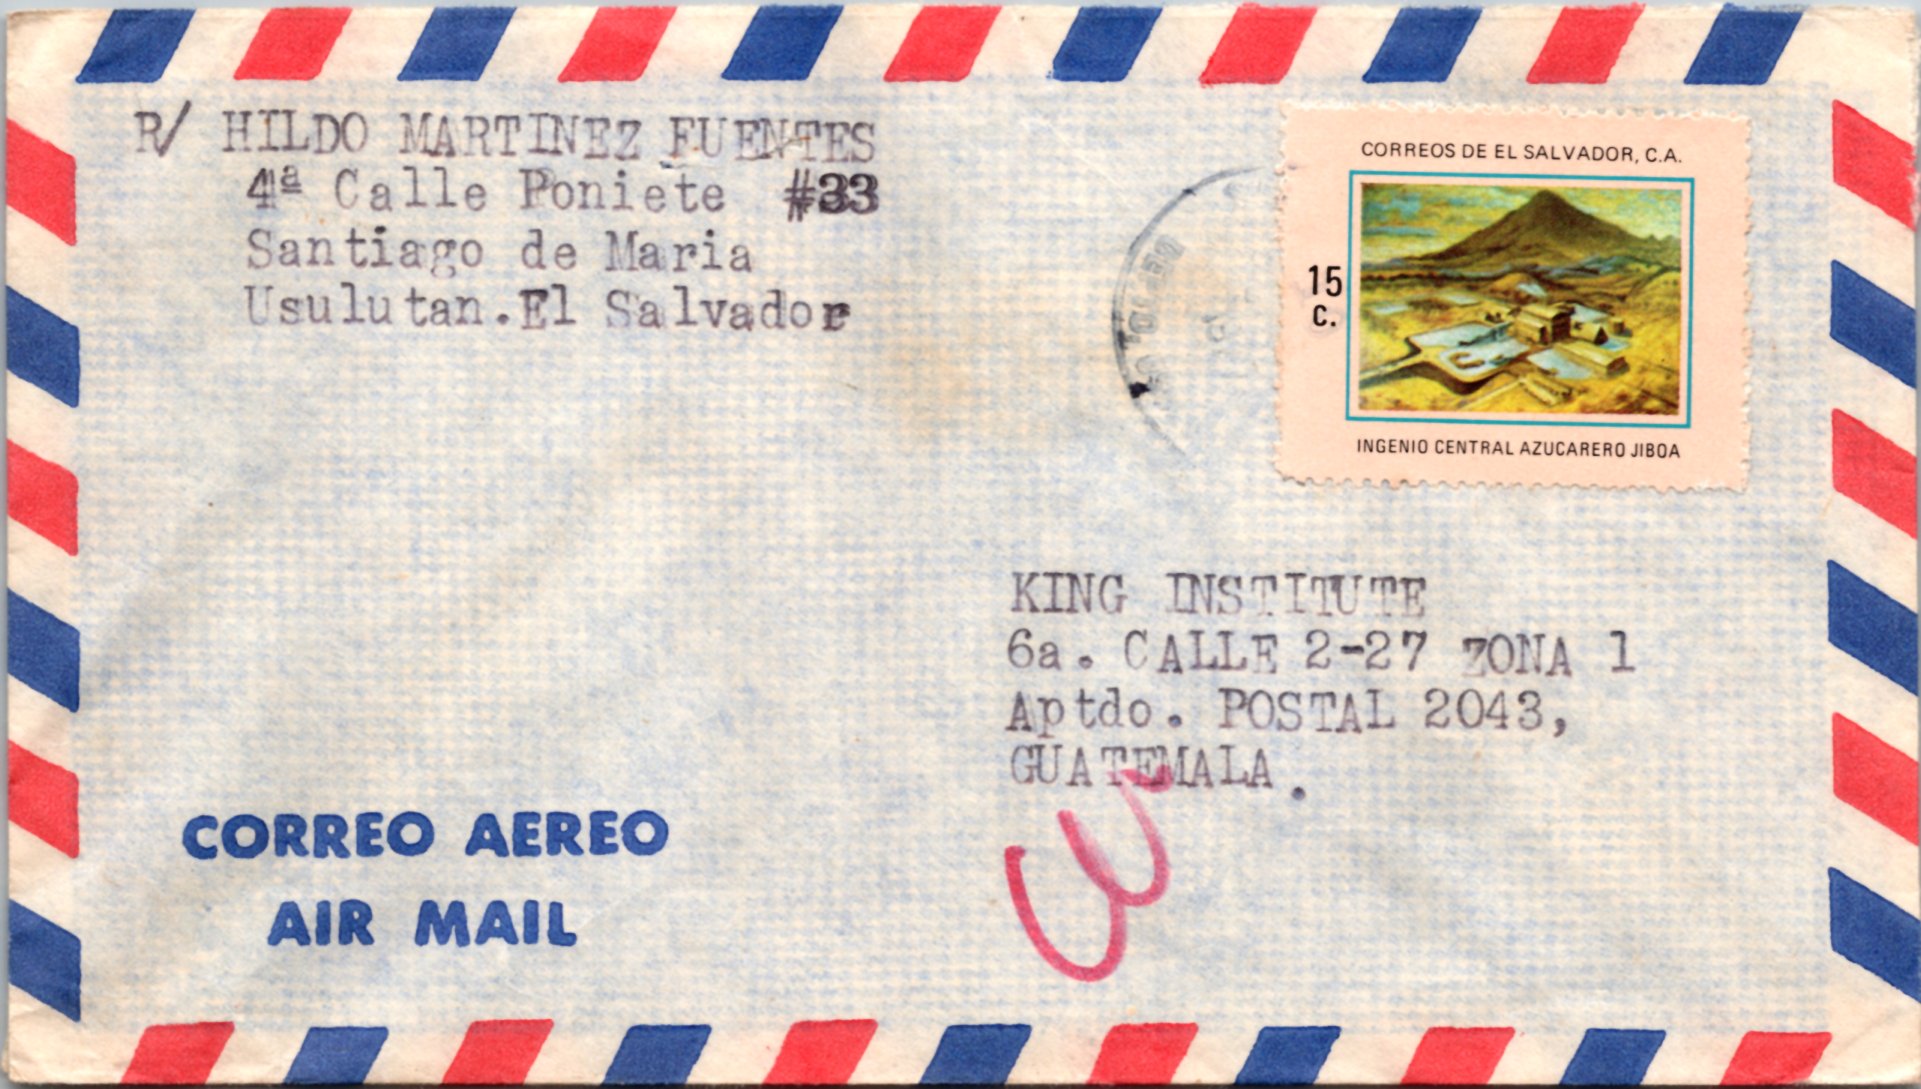 R/ HILDO MARTINEZ FUENTES
4ª Calle Poniete #33
Santiago de Maria
Usulutan.El Salvador
CORREOS DE EL SALVADOR, C.A.
15
C.
INGENIO CENTRAL AZUCARERO JIBOA
KING INSTITUTE
6a. CALLE 2-27 ZONA 1
Aptdo. POSTAL 2043,
GUATEMALA.
CORREO AEREO
AIR MAIL